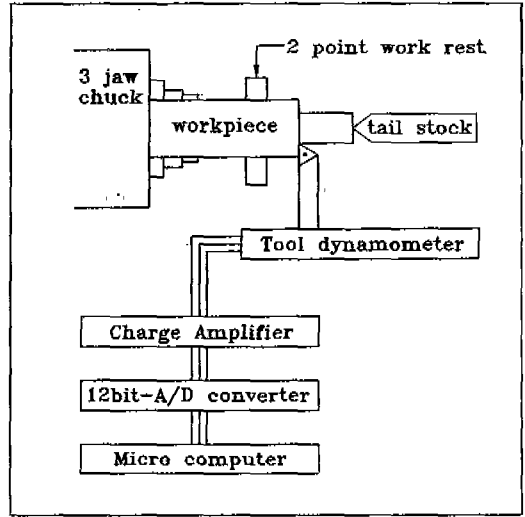 2 point work rest
3 jaw
chuck
workpiece
tail stock
Tool dynamometer
Charge Amplifier
12bit-A/D converter
Micro computer